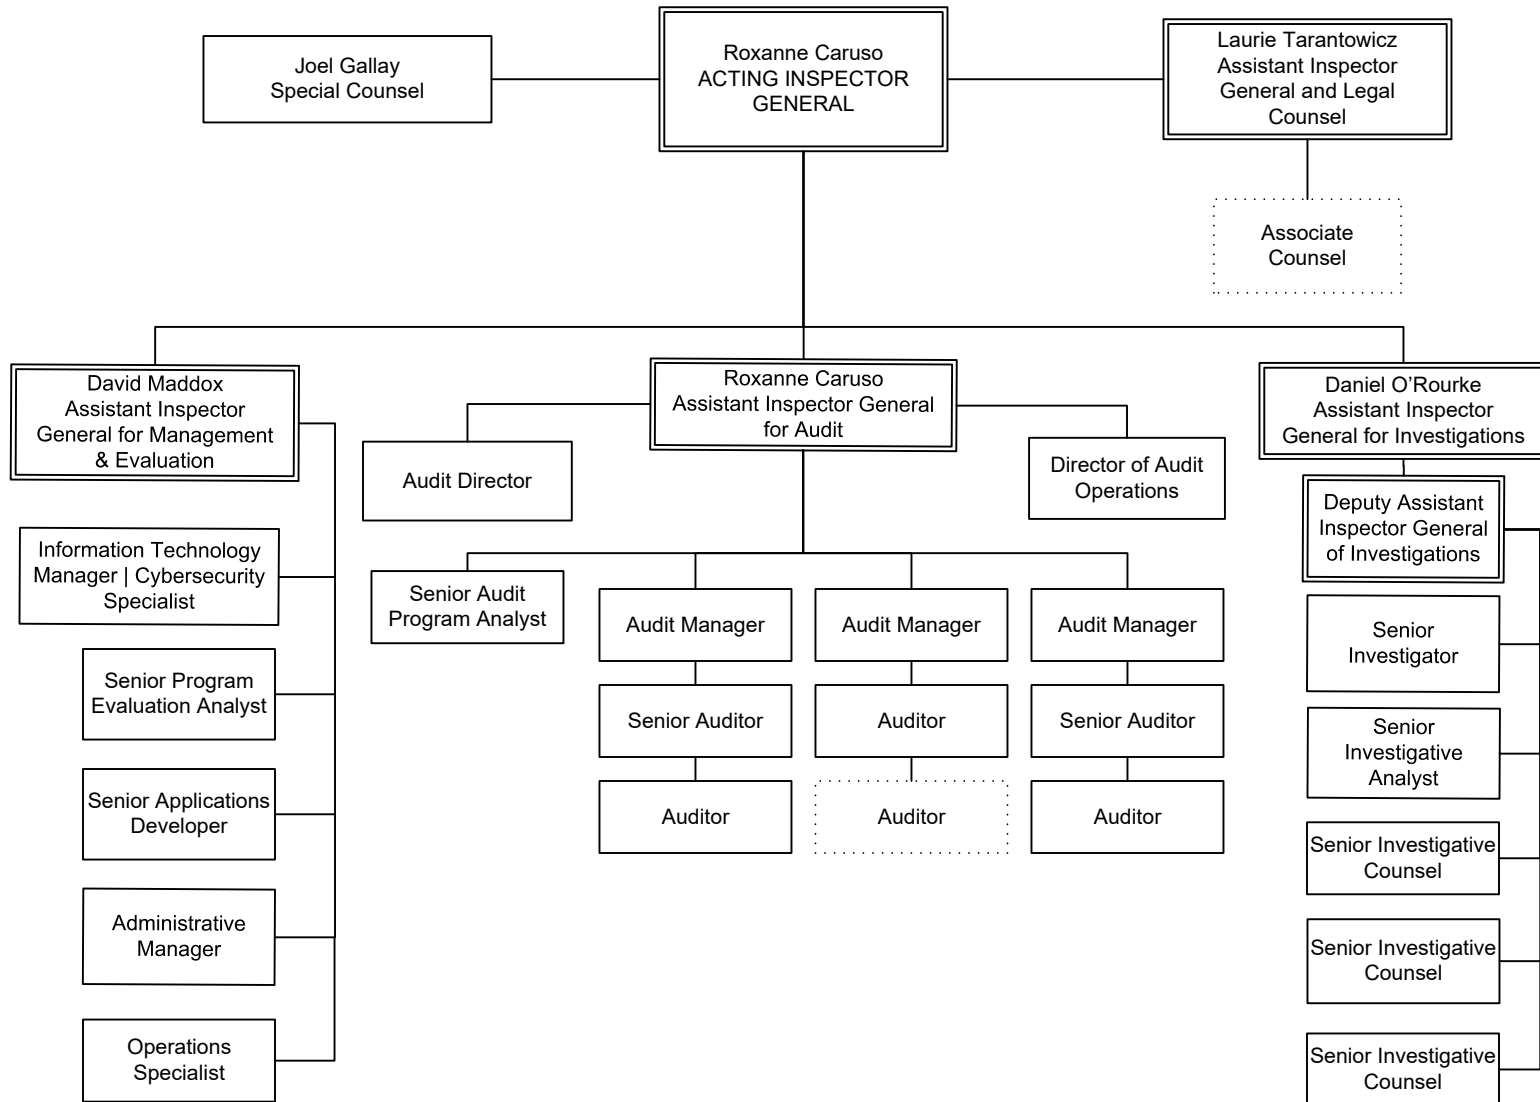 Joel Gallay
Special Counsel
Roxanne Caruso
ACTING INSPECTOR
GENERAL
Laurie Tarantowicz
Assistant Inspector
General and Legal
Counsel
Associate
Counsel
David Maddox
Assistant Inspector
General for Management
& Evaluation
Roxanne Caruso
Assistant Inspector General
for Audit
Daniel O’Rourke
Assistant Inspector
General for Investigations
Audit Director
Director of Audit
Operations
Deputy Assistant
Inspector General
of Investigations
Information Technology
Manager | Cybersecurity
Specialist
Senior Program
Evaluation Analyst
Senior Applications
Developer
Administrative
Manager
Operations
Specialist
Senior Audit
Program Analyst
Audit Manager
Senior Auditor
Auditor
Audit Manager
Auditor
Auditor
Audit Manager
Senior Auditor
Auditor
Senior
Investigator
Senior
Investigative
Analyst
Senior Investigative
Counsel
Senior Investigative
Counsel
Senior Investigative
Counsel